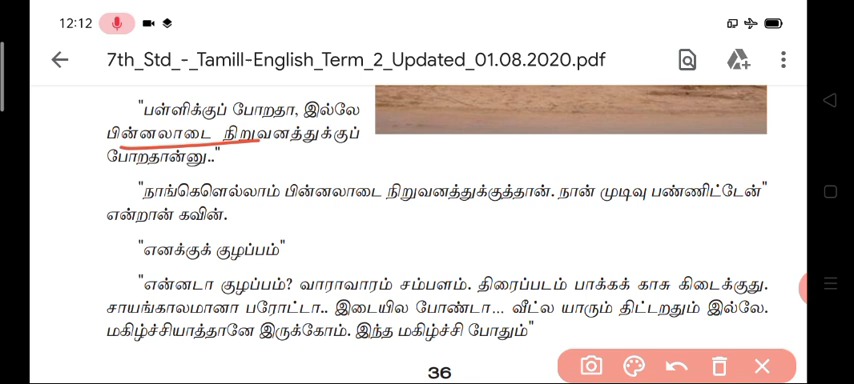 12:12
7th_Std_-_Tamill-English_Term_2_Updated_01.08.2020.pdf
"பள்ளிக்குப் போறதா, இல்லே
பின்னலாடை நிறுவனத்துக்குப்
போறதான்னு.."
"நாங்கெளெல்லாம் பின்னலாடை நிறுவனத்துக்குத்தான். நான் முடிவு பண்ணிட்டேன்"
என்றான் கவின்.
"எனக்குக் குழப்பம்"
"என்னடா குழப்பம்? வாராவாரம் சம்பளம். திரைப்படம் பாக்கக் காசு கிடைக்குது.
சாயங்காலமானா பரோட்டா.. இடையில போண்டா... வீட்ல யாரும் திட்டறதும் இல்லே.
மகிழ்ச்சியாத்தானே இருக்கோம். இந்த மகிழ்ச்சி போதும்"
36